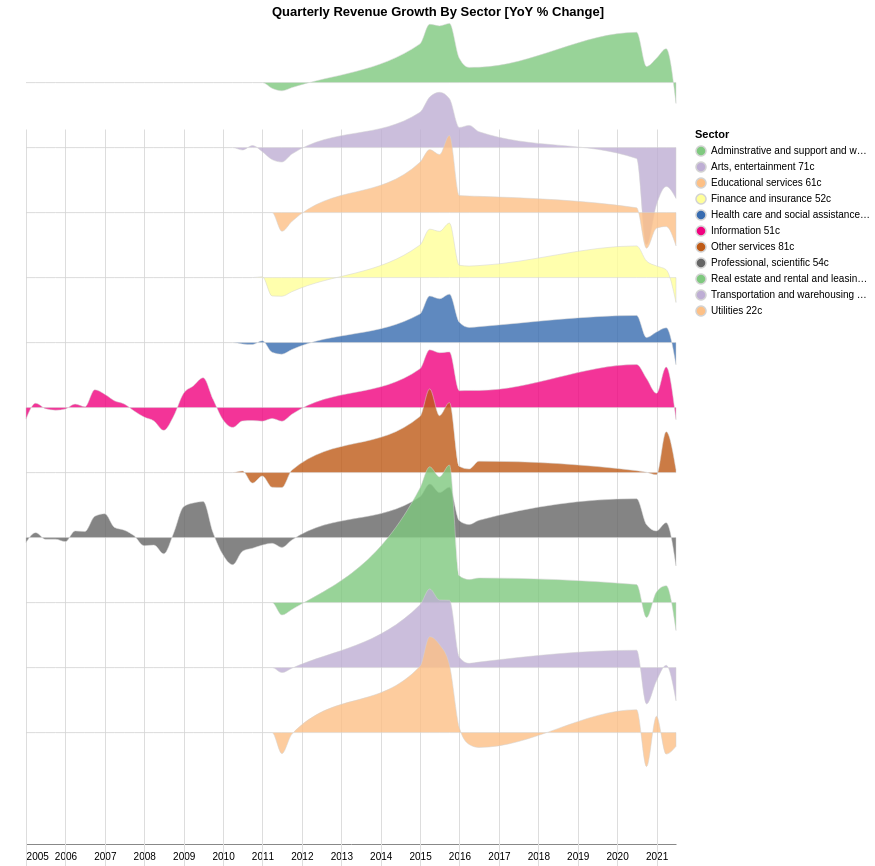 Quarterly Revenue Growth By Sector [YoY % Change]
Sector
Adminstrative and support and w…
Arts, entertainment 71c
Educational services 61c
Finance and insurance 52c
Health care and social assistance…
Information 51c
Other services 81c
Professional, scientific 54c
Real estate and rental and leasin…
Transportation and warehousing …
Utilities 22c
2005 2006 2007 2008 2009 2010 2011 2012 2013 2014 2015 2016 2017 2018 2019 2020 2021